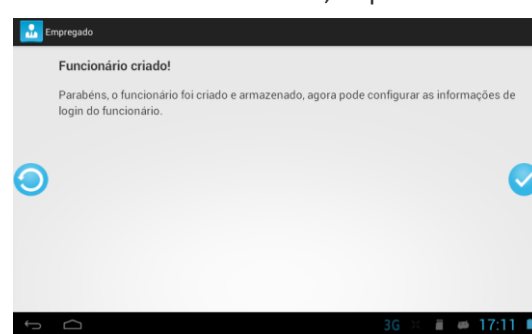 Empregado
Funcionário criado!
Parabéns, o funcionário foi criado e armazenado, agora pode configurar as informações de
login do funcionário.
3G
17:11